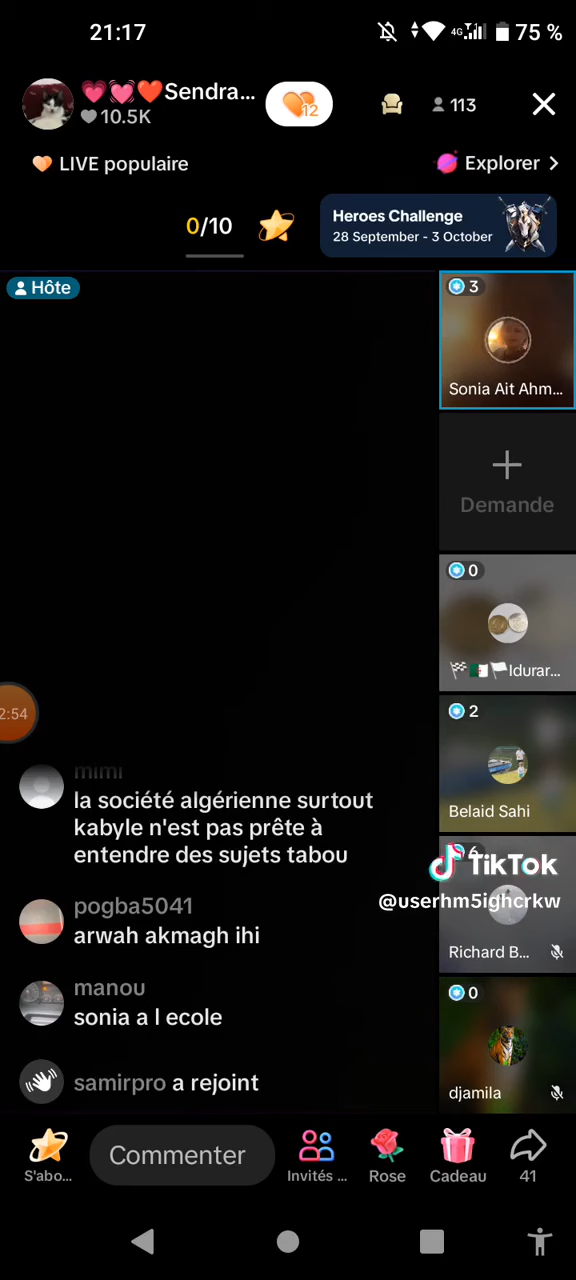 21:17
4G
75 %
💗💓❤️Sendra...
12
10.5K
113
LIVE populaire
Explorer
0/10
Heroes Challenge
28 September - 3 October
Hôte
3
Sonia Ait Ahm...
Demande
0
🏁🇩🇿🏳Idurar...
2:54
2
Belaid Sahi
mimi
la société algérienne surtout
kabyle n'est pas prête à
entendre des sujets tabou
TikTok
@userhm5ighcrkw
pogba5041
arwah akmagh ihi
Richard B...
manou
sonia a l ecole
0
djamila
samirpro a rejoint
S'abo...
Commenter
Invités ...
Rose
Cadeau
41